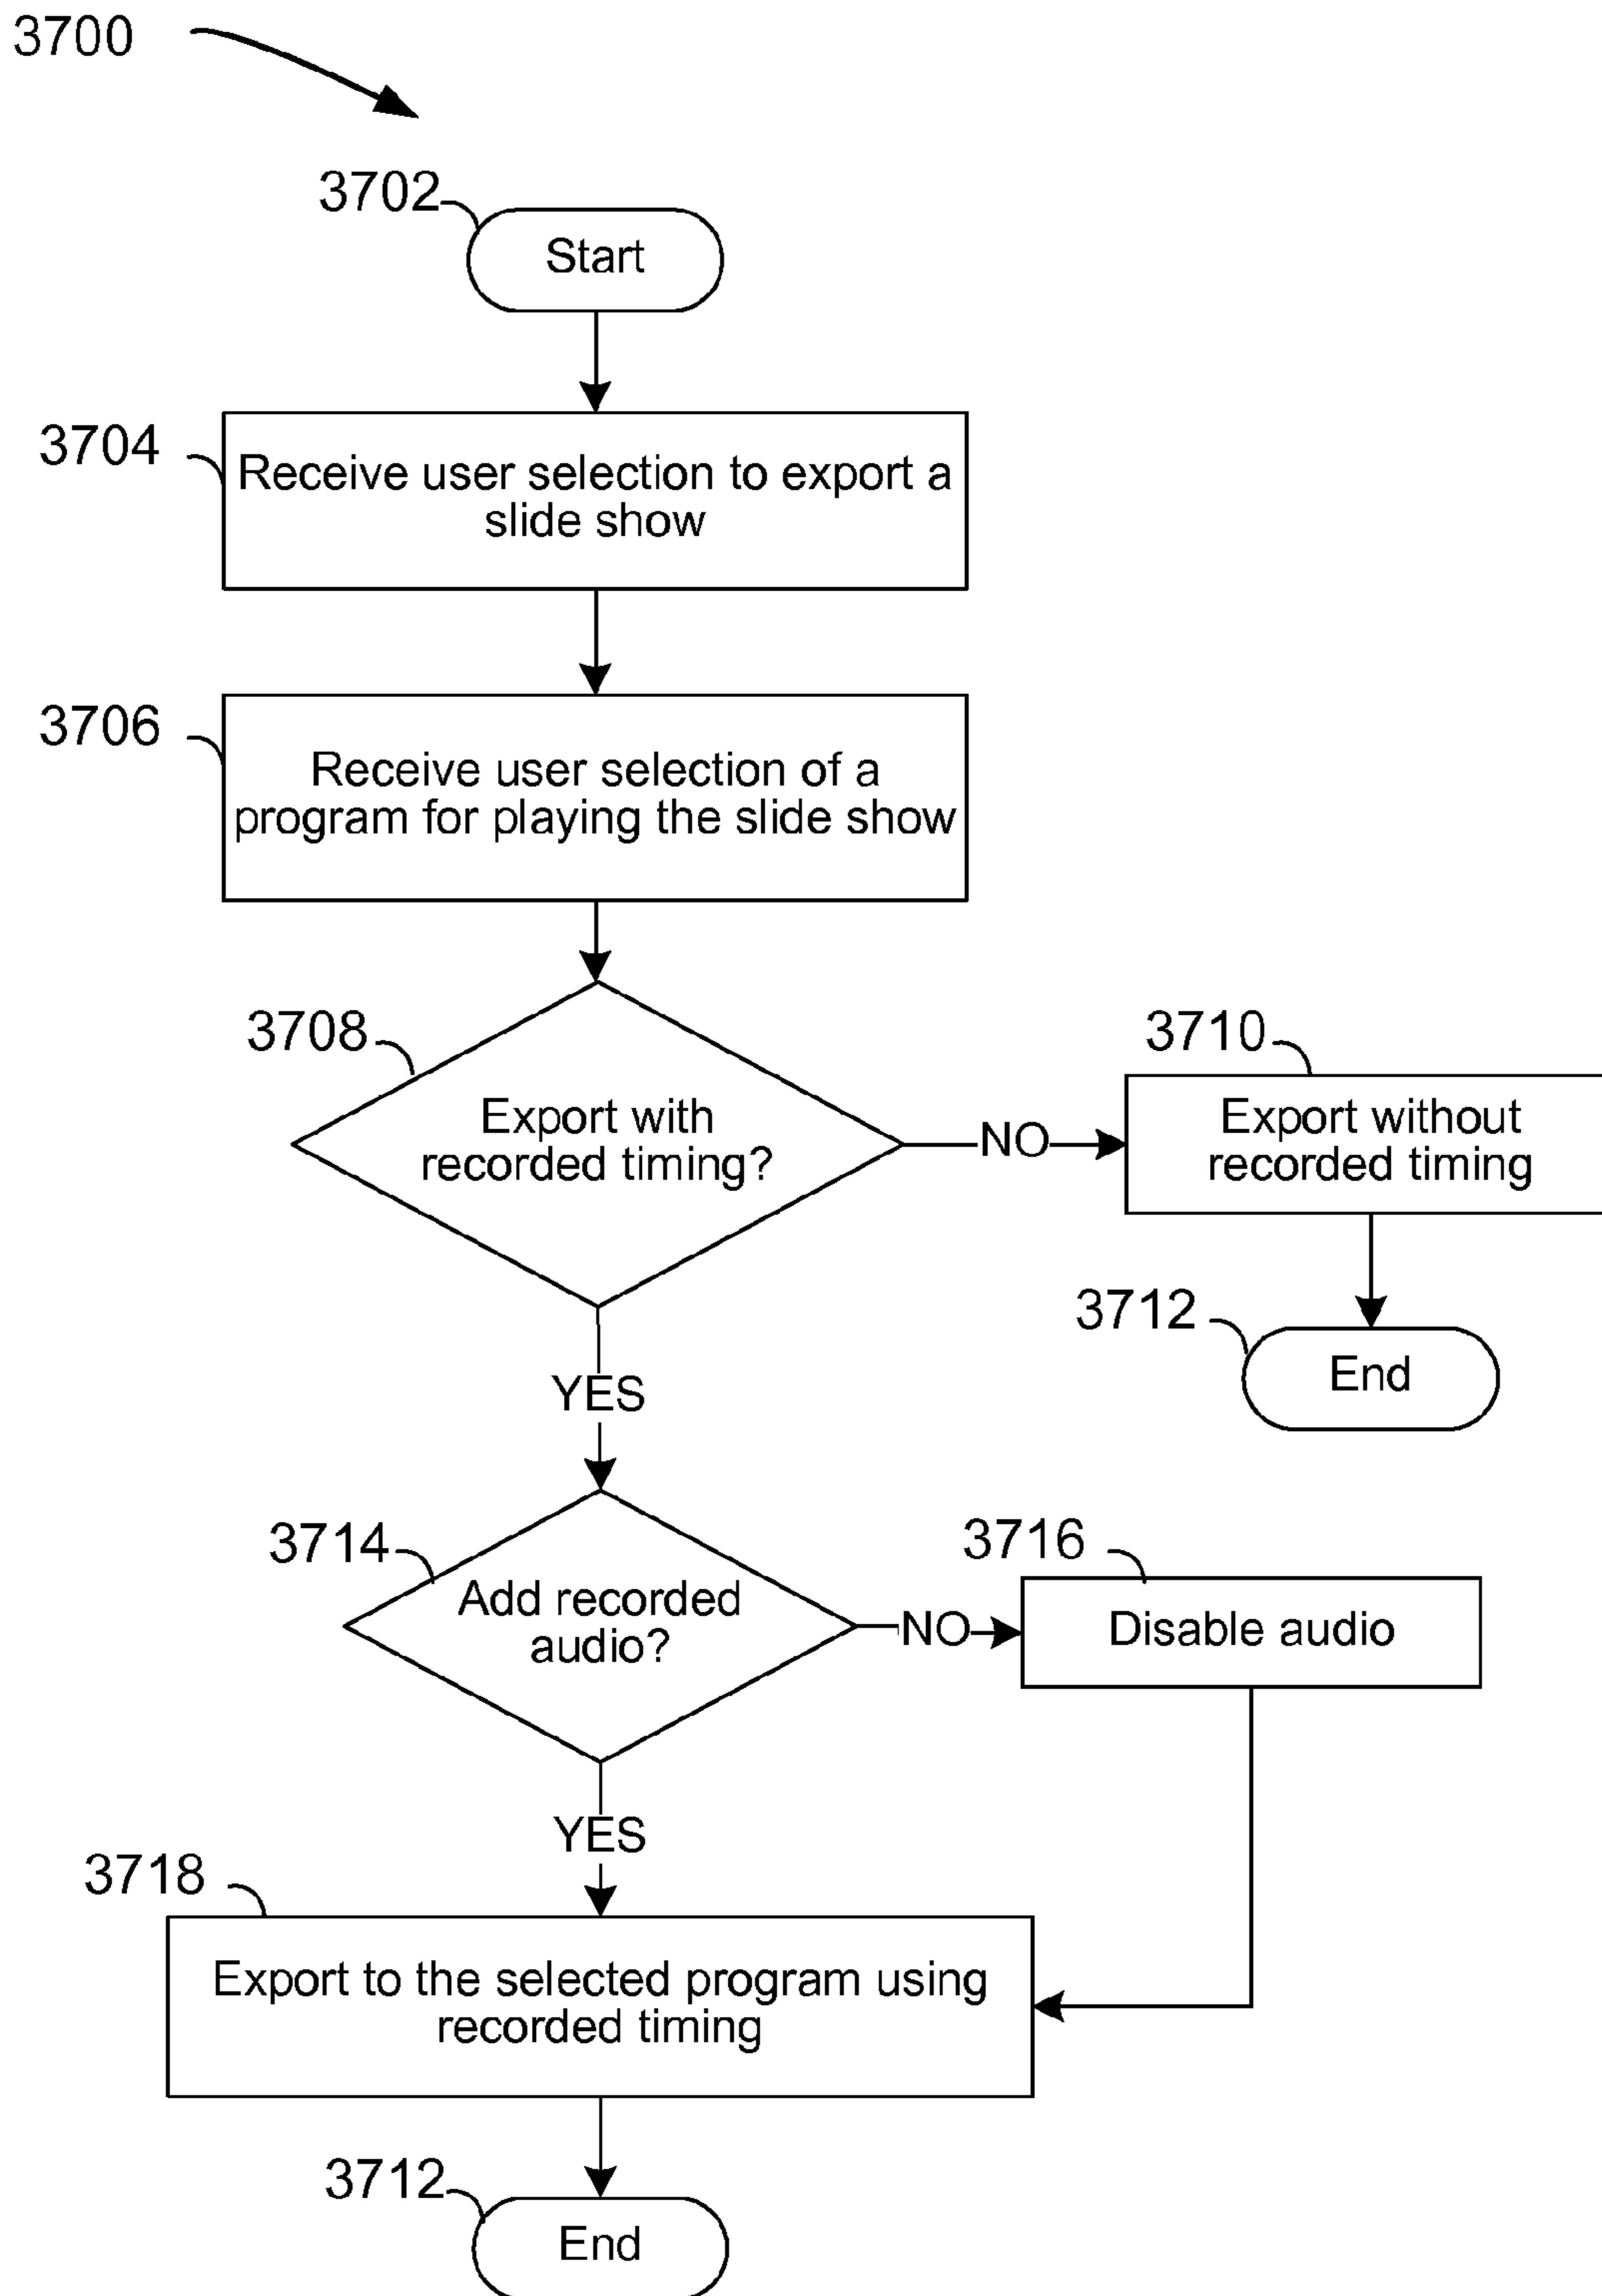 3700
3702
Start
3704
Receive user selection to export a
slide show
3706
Receive user selection of a
program for playing the slide show
3708
Export with
recorded timing?
NO
3710
Export without
recorded timing
3712
End
YES
3714
Add recorded
audio?
NO
3716
Disable audio
YES
3718
Export to the selected program using
recorded timing
3712
End